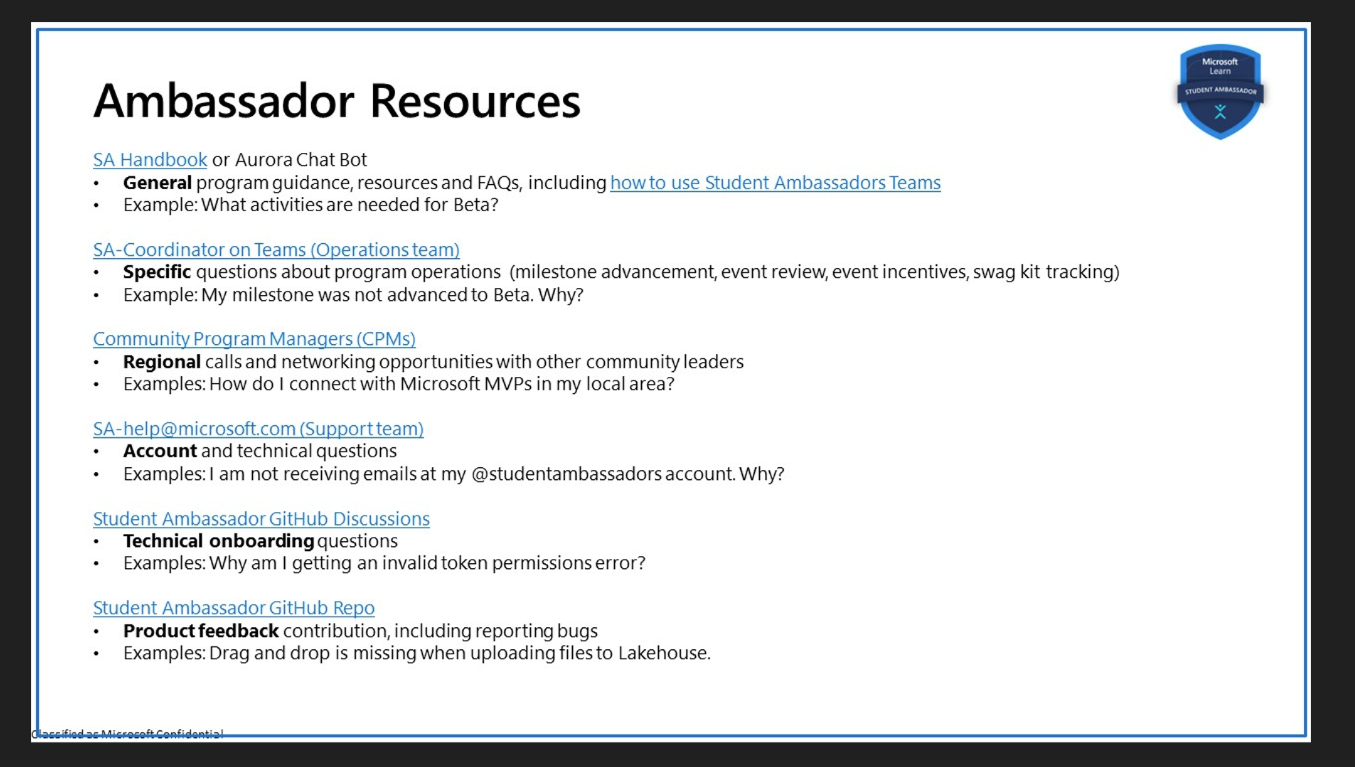 Microsoft
Learn
STUDENT AMBASSADOR
Ambassador Resources
SA Handbook or Aurora Chat Bot
• General program guidance, resources and FAQs, including how to use Student Ambassadors Teams
• Example: What activities are needed for Beta?
SA-Coordinator on Teams (Operations team)
• Specific questions about program operations (milestone advancement, event review, event incentives, swag kit tracking)
• Example: My milestone was not advanced to Beta. Why?
Community Program Managers (CPMs)
• Regional calls and networking opportunities with other community leaders
• Examples: How do I connect with Microsoft MVPs in my local area?
SA-help@microsoft.com (Support team)
• Account and technical questions
• Examples: I am not receiving emails at my @studentambassadors account. Why?
Student Ambassador GitHub Discussions
• Technical onboarding questions
• Examples: Why am I getting an invalid token permissions error?
Student Ambassador GitHub Repo
• Product feedback contribution, including reporting bugs
• Examples: Drag and drop is missing when uploading files to Lakehouse.
Classified as Microsoft Confidential